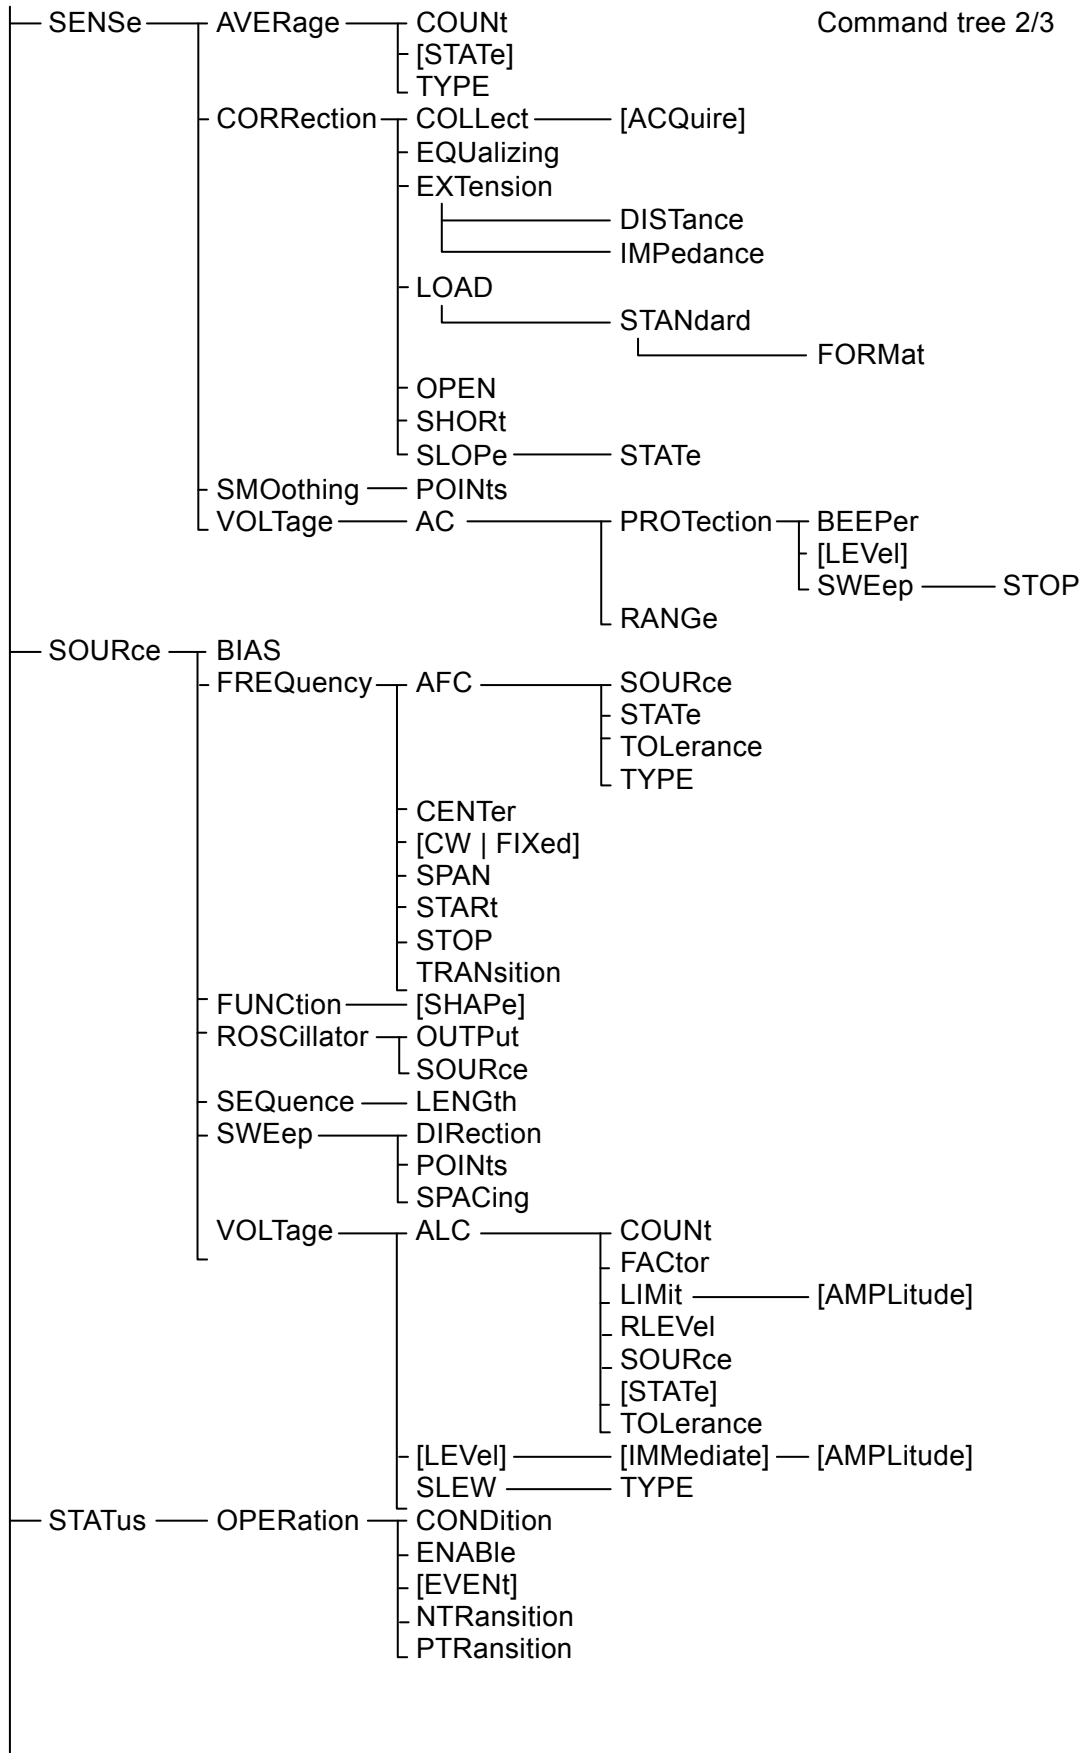 SENSe AVERage COUNt Command tree 2/3
[STATe]
TYPE
CORRection COLLect [ACQuire]
EQUalizing
EXTension
DISTance
IMPedance
LOAD
STANdard
FORMat
OPEN
SHORt
SLOPe STATe
SMOothing POINts
VOLTage AC PROTection BEEPer
[LEVel]
SWEep STOP
RANGe
SOURce BIAS
FREQuency AFC SOURce
STATe
TOLerance
TYPE
CENTer
[CW | FIXed]
SPAN
STARt
STOP
TRANsition
FUNCtion [SHAPe]
ROSCillator OUTPut
SOURce
SEQuence LENGth
SWEep DIRection
POINts
SPACing
VOLTage ALC COUNt
FACtor
LIMit [AMPLitude]
RLEVel
SOURce
[STATe]
TOLerance
[LEVel] [IMMediate] [AMPLitude]
SLEW TYPE
STATus OPERation CONDition
ENABle
[EVENt]
NTRansition
PTRansition